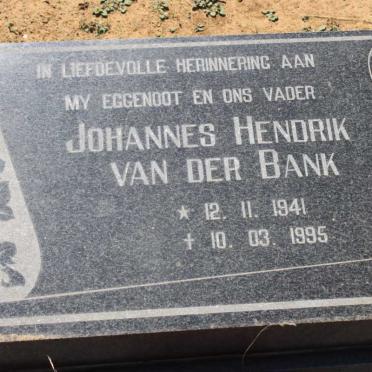 IN LIEFDEVOLLE HERINNERING AAN
MY EGGENOOT EN ONS VADER
JOHANNES HENDRIK
VAN DER BANK
★ 12. 11. 1941
✝ 10. 03. 1995